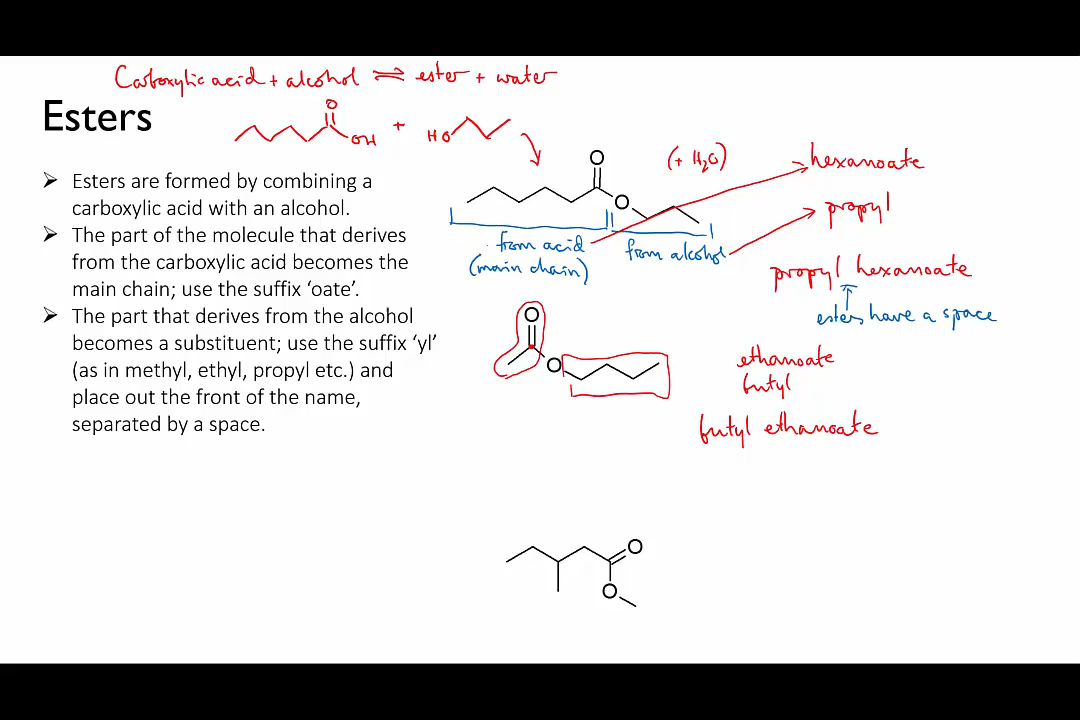 Carboxylic acid + alcohol ⇌ ester + water
Esters
O
OH
+
HO
O
O
(+ H₂O)
hexanoate
propyl
➤ Esters are formed by combining a
carboxylic acid with an alcohol.
➤ The part of the molecule that derives
from the carboxylic acid becomes the
main chain; use the suffix ‘oate’.
➤ The part that derives from the alcohol
becomes a substituent; use the suffix ‘yl’
(as in methyl, ethyl, propyl etc.) and
place out the front of the name,
separated by a space.
from acid
(main chain)
from alcohol
propyl hexanoate
esters have a space
O
O
ethanoate
butyl
butyl ethanoate
O
O